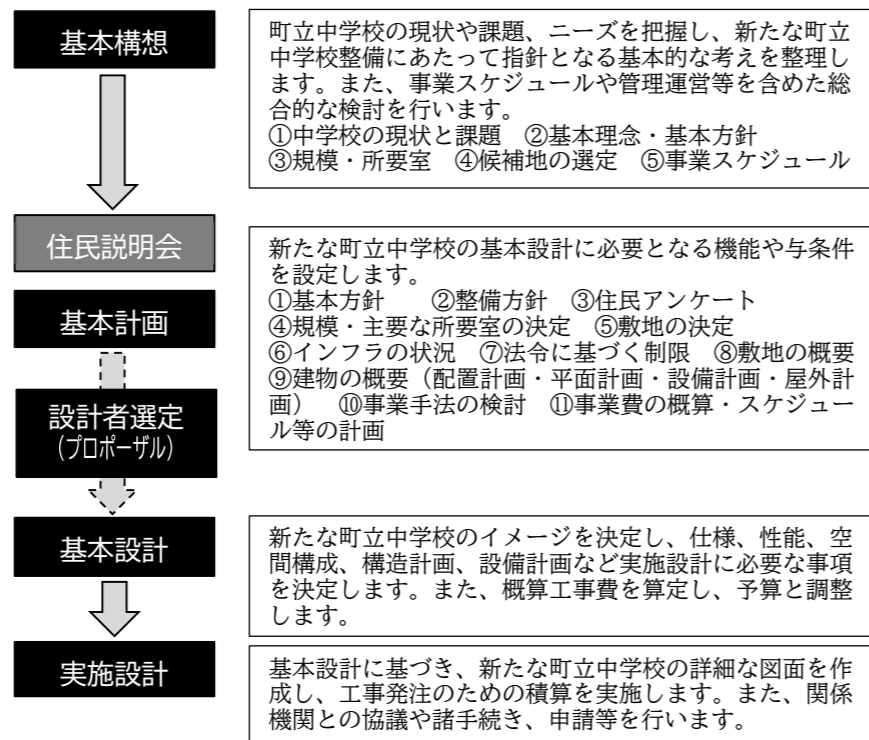 基本構想
町立中学校の現状や課題、ニーズを把握し、新たな町立
中学校整備にあたって指針となる基本的な考えを整理し
ます。また、事業スケジュールや管理運営等を含めた総
合的な検討を行います。
①中学校の現状と課題　②基本理念・基本方針
③規模・所要室　④候補地の選定　⑤事業スケジュール
住民説明会
基本計画
新たな町立中学校の基本設計に必要となる機能や与条件
を設定します。
①基本方針　　②整備方針　③住民アンケート
④規模・主要な所要室の決定　⑤敷地の決定
⑥インフラの状況　⑦法令に基づく制限　⑧敷地の概要
⑨建物の概要（配置計画・平面計画・設備計画・屋外計
画）　⑩事業手法の検討　⑪事業費の概算・スケジュー
ル等の計画
設計者選定
(プロポーザル)
基本設計
新たな町立中学校のイメージを決定し、仕様、性能、空
間構成、構造計画、設備計画など実施設計に必要な事項
を決定します。また、概算工事費を算定し、予算と調整
します。
実施設計
基本設計に基づき、新たな町立中学校の詳細な図面を作
成し、工事発注のための積算を実施します。また、関係
機関との協議や諸手続き、申請等を行います。